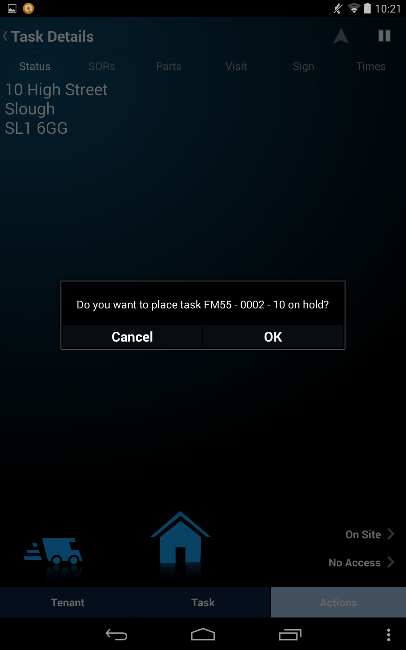 10:21
Task Details
Status SORs Parts Visit Sign Times
10 High Street
Slough
SL1 6GG
Do you want to place task FM55 - 0002 - 10 on hold?
Cancel OK
On Site
No Access
Tenant Task Actions